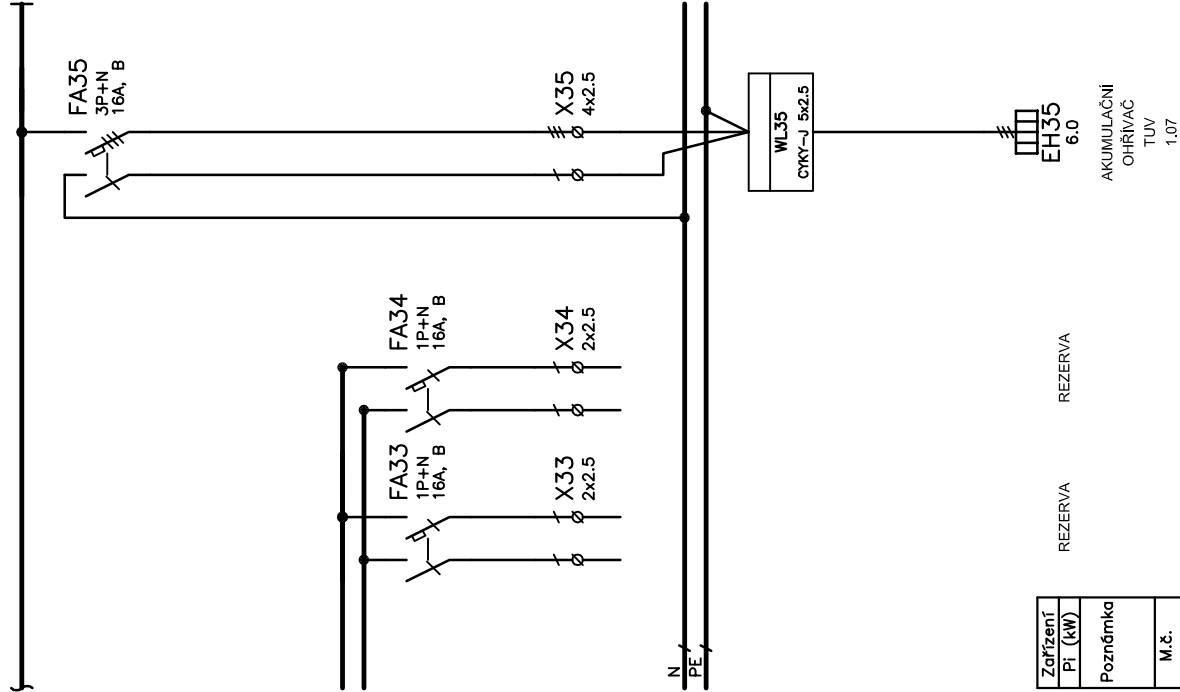 FA35
3P+N
16A, B
X35
4x2.5
WL35
CYKY-J 5x2.5
EH35
6.0
AKUMULAČNÍ
OHŘÍVAČ
TUV
1.07
FA34
1P+N
16A, B
X34
2x2.5
REZERVA
FA33
1P+N
16A, B
X33
2x2.5
REZERVA
N
PE
Zařízení
Pi (kW)
Poznámka
M.č.